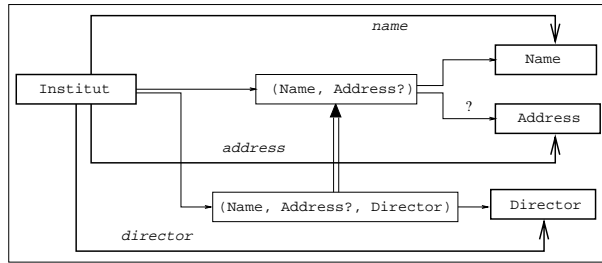 name
Name
Institut
(Name, Address?)
?
Address
address
(Name, Address?, Director)
Director
director